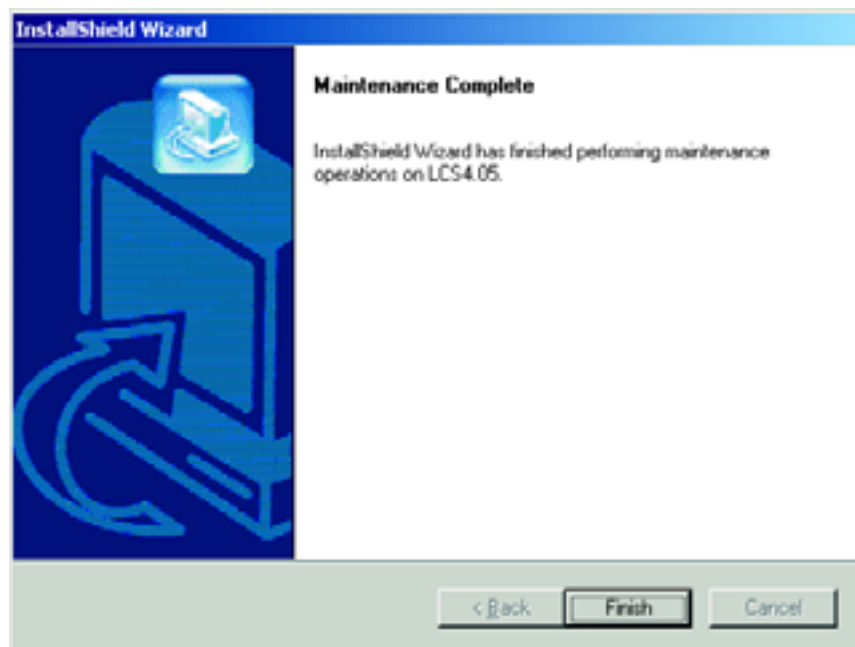 InstallShield Wizard
Maintenance Complete
InstallShield Wizard has finished performing maintenance
operations on LCS4.05.
< Back
Finish
Cancel